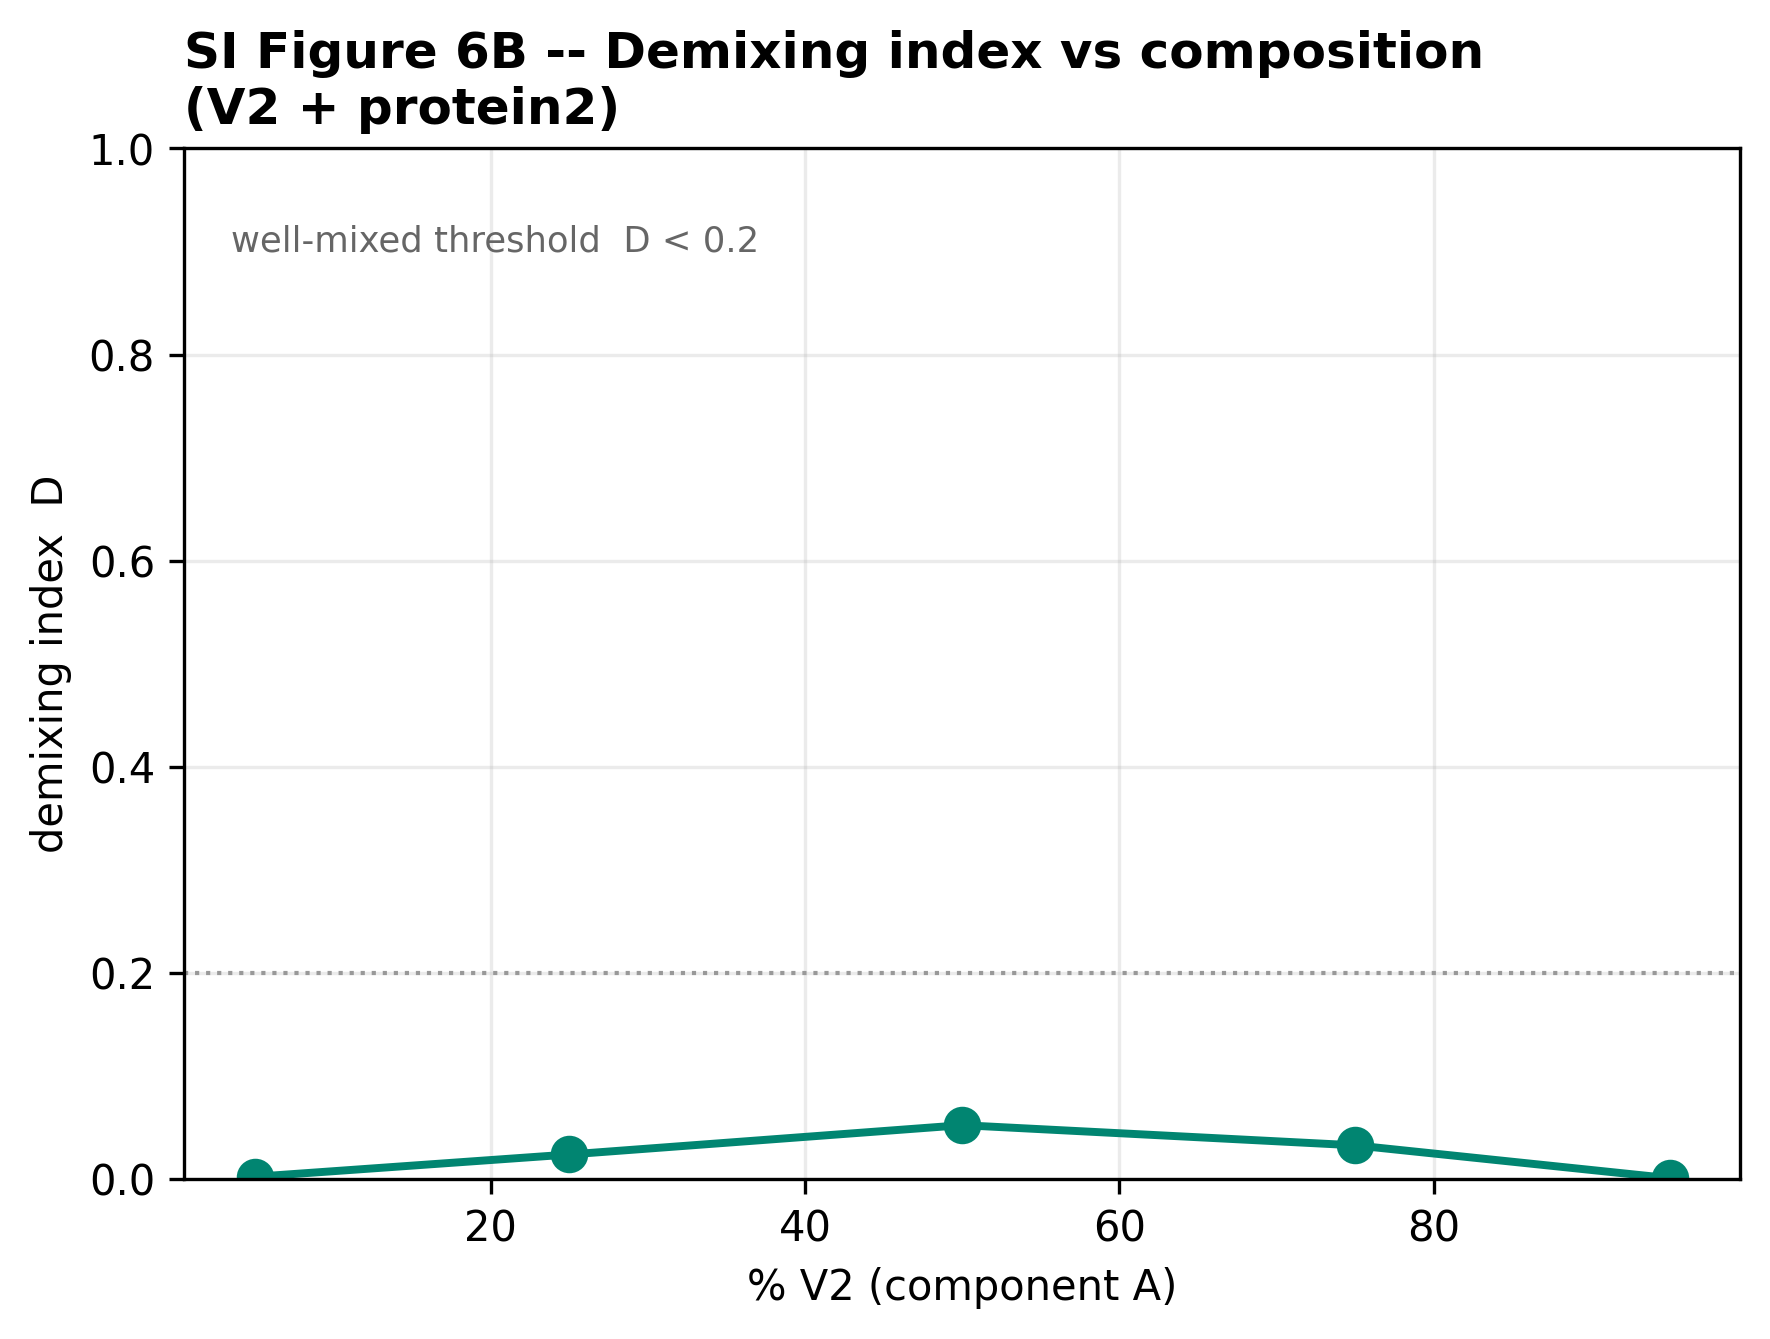 SI Figure 6B -- Demixing index vs composition
(V2 + protein2)
1.0
well-mixed threshold  D < 0.2
0.8
0.6
0.4
0.2
0.0
demixing index  D
20 40 60 80
% V2 (component A)